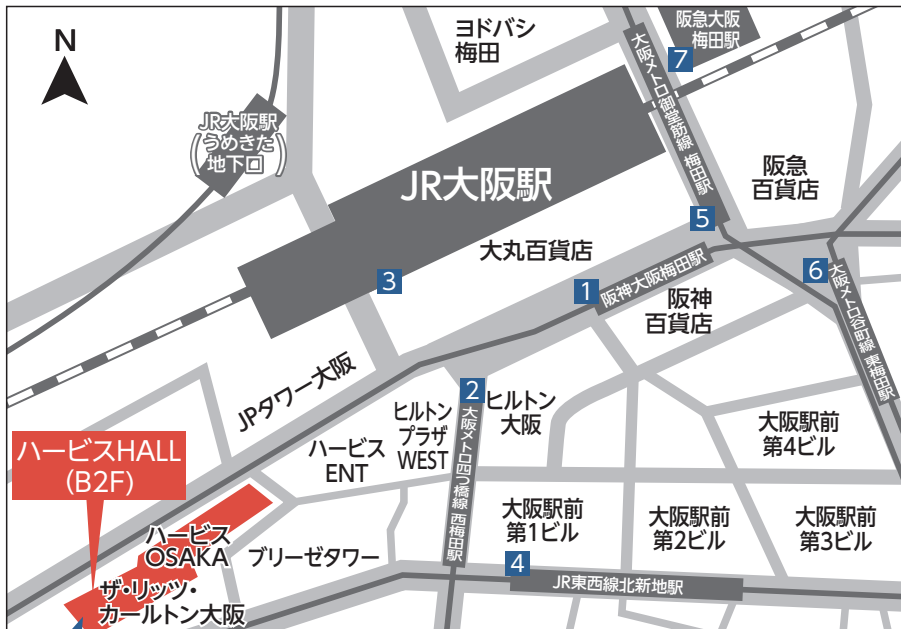 N
ヨドバシ
梅田
阪急大阪
梅田駅
7
大阪メトロ御堂筋線 梅田駅
JR大阪駅
(うめきた)
地下口
JR大阪駅
阪急
百貨店
5
大丸百貨店
3
1
阪神大阪梅田駅
阪神
百貨店
6
大阪メトロ谷町線 東梅田駅
JPタワー大阪
2
ヒルトン
大阪
ヒルトン
プラザ
WEST
大阪メトロ四つ橋線 西梅田駅
ハービス
ENT
大阪駅前
第4ビル
ハービスHALL
(B2F)
大阪駅前
第1ビル
大阪駅前
第2ビル
大阪駅前
第3ビル
ハービス
OSAKA
ブリーゼタワー
4
JR東西線北新地駅
ザ・リッツ・
カールトン大阪